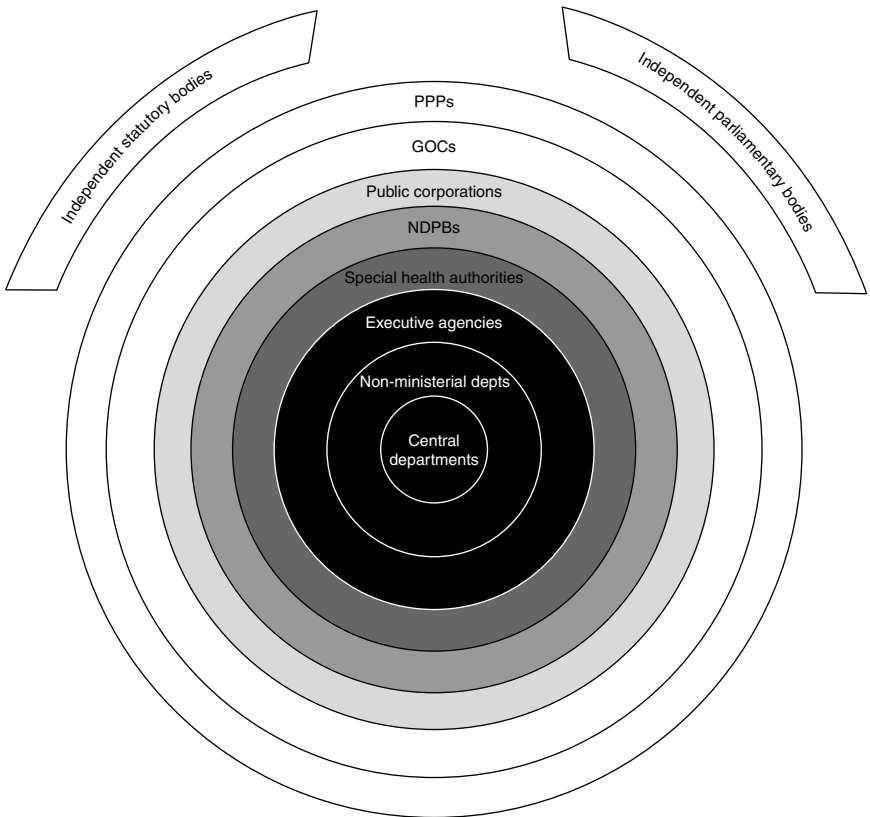 Independent statutory bodies
Independent parliamentary bodies
PPPs
GOCs
Public corporations
NDPBs
Special health authorities
Executive agencies
Non-ministerial depts
Central
departments